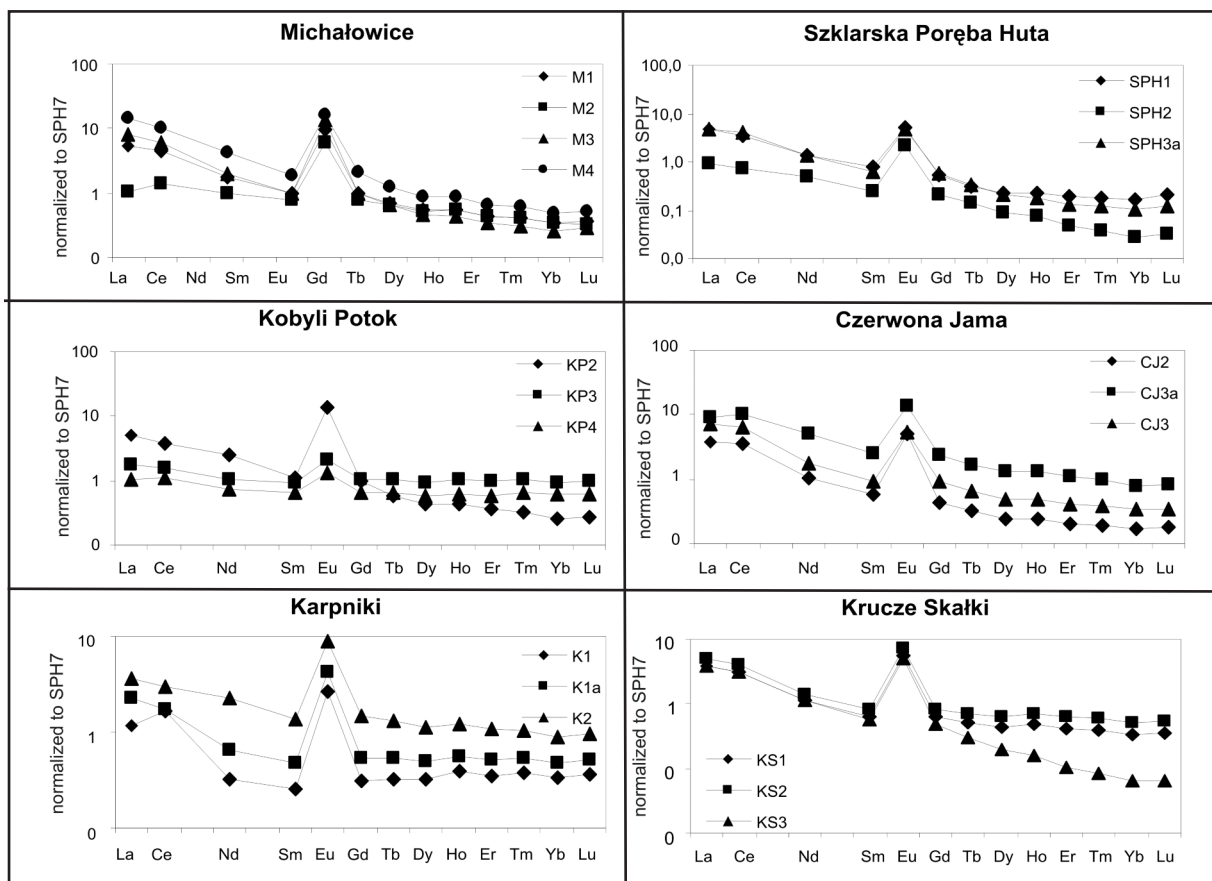 Michałowice
normalized to SPH7
100
10
1
0
La Ce Nd Sm Eu Gd Tb Dy Ho Er Tm Yb Lu
M1
M2
M3
M4
Szklarska Poręba Huta
normalized to SPH7
100,0
10,0
1,0
0,1
0,0
La Ce Nd Sm Eu Gd Tb Dy Ho Er Tm Yb Lu
SPH1
SPH2
SPH3a
Kobyli Potok
normalized to SPH7
100
10
1
0
La Ce Nd Sm Eu Gd Tb Dy Ho Er Tm Yb Lu
KP2
KP3
KP4
Czerwona Jama
normalized to SPH7
100
10
1
0
La Ce Nd Sm Eu Gd Tb Dy Ho Er Tm Yb Lu
CJ2
CJ3a
CJ3
Karpniki
normalized to SPH7
10
1
0
La Ce Nd Sm Eu Gd Tb Dy Ho Er Tm Yb Lu
K1
K1a
K2
Krucze Skałki
normalized to SPH7
10
1
0
0
La Ce Nd Sm Eu Gd Tb Dy Ho Er Tm Yb Lu
KS1
KS2
KS3